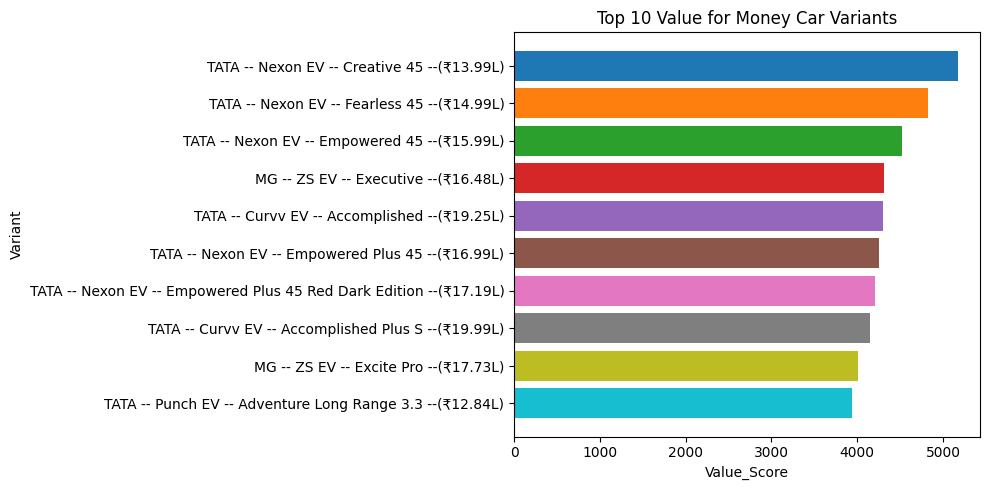 Top 10 Value for Money Car Variants
Variant
TATA -- Nexon EV -- Creative 45 --(₹13.99L)
TATA -- Nexon EV -- Fearless 45 --(₹14.99L)
TATA -- Nexon EV -- Empowered 45 --(₹15.99L)
MG -- ZS EV -- Executive --(₹16.48L)
TATA -- Curvv EV -- Accomplished --(₹19.25L)
TATA -- Nexon EV -- Empowered Plus 45 --(₹16.99L)
TATA -- Nexon EV -- Empowered Plus 45 Red Dark Edition --(₹17.19L)
TATA -- Curvv EV -- Accomplished Plus S --(₹19.99L)
MG -- ZS EV -- Excite Pro --(₹17.73L)
TATA -- Punch EV -- Adventure Long Range 3.3 --(₹12.84L)
0 1000 2000 3000 4000 5000
Value_Score